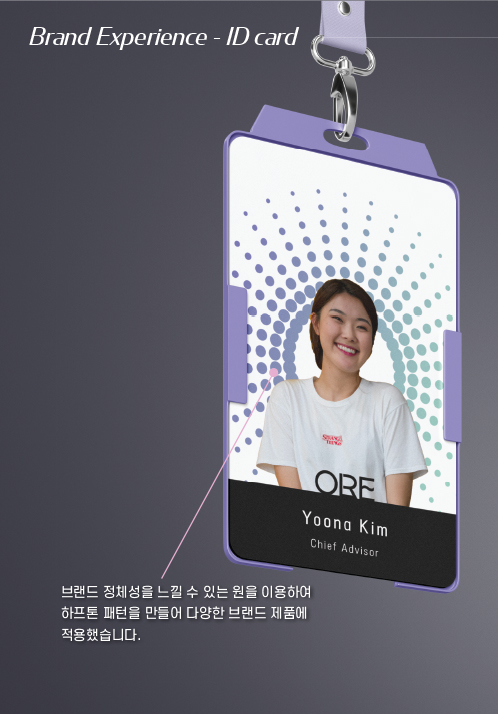 Brand Experience - ID card
ORE
Yoona Kim
Chief Advisor
브랜드 정체성을 느낄 수 있는 원을 이용하여
하프톤 패턴을 만들어 다양한 브랜드 제품에
적용했습니다.